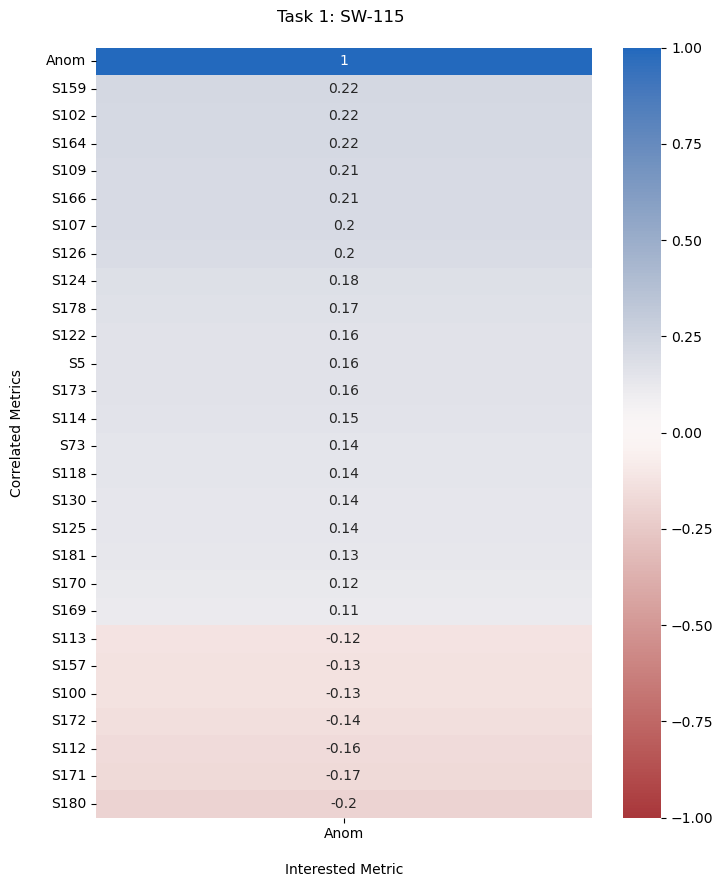 Task 1: SW-115
Anom 1
S159 0.22
S102 0.22
S164 0.22
S109 0.21
S166 0.21
S107 0.2
S126 0.2
S124 0.18
S178 0.17
S122 0.16
S5 0.16
S173 0.16
S114 0.15
S73 0.14
S118 0.14
S130 0.14
S125 0.14
S181 0.13
S170 0.12
S169 0.11
S113 -0.12
S157 -0.13
S100 -0.13
S172 -0.14
S112 -0.16
S171 -0.17
S180 -0.2
Correlated Metrics
Anom
Interested Metric
1.00
0.75
0.50
0.25
0.00
−0.25
−0.50
−0.75
−1.00